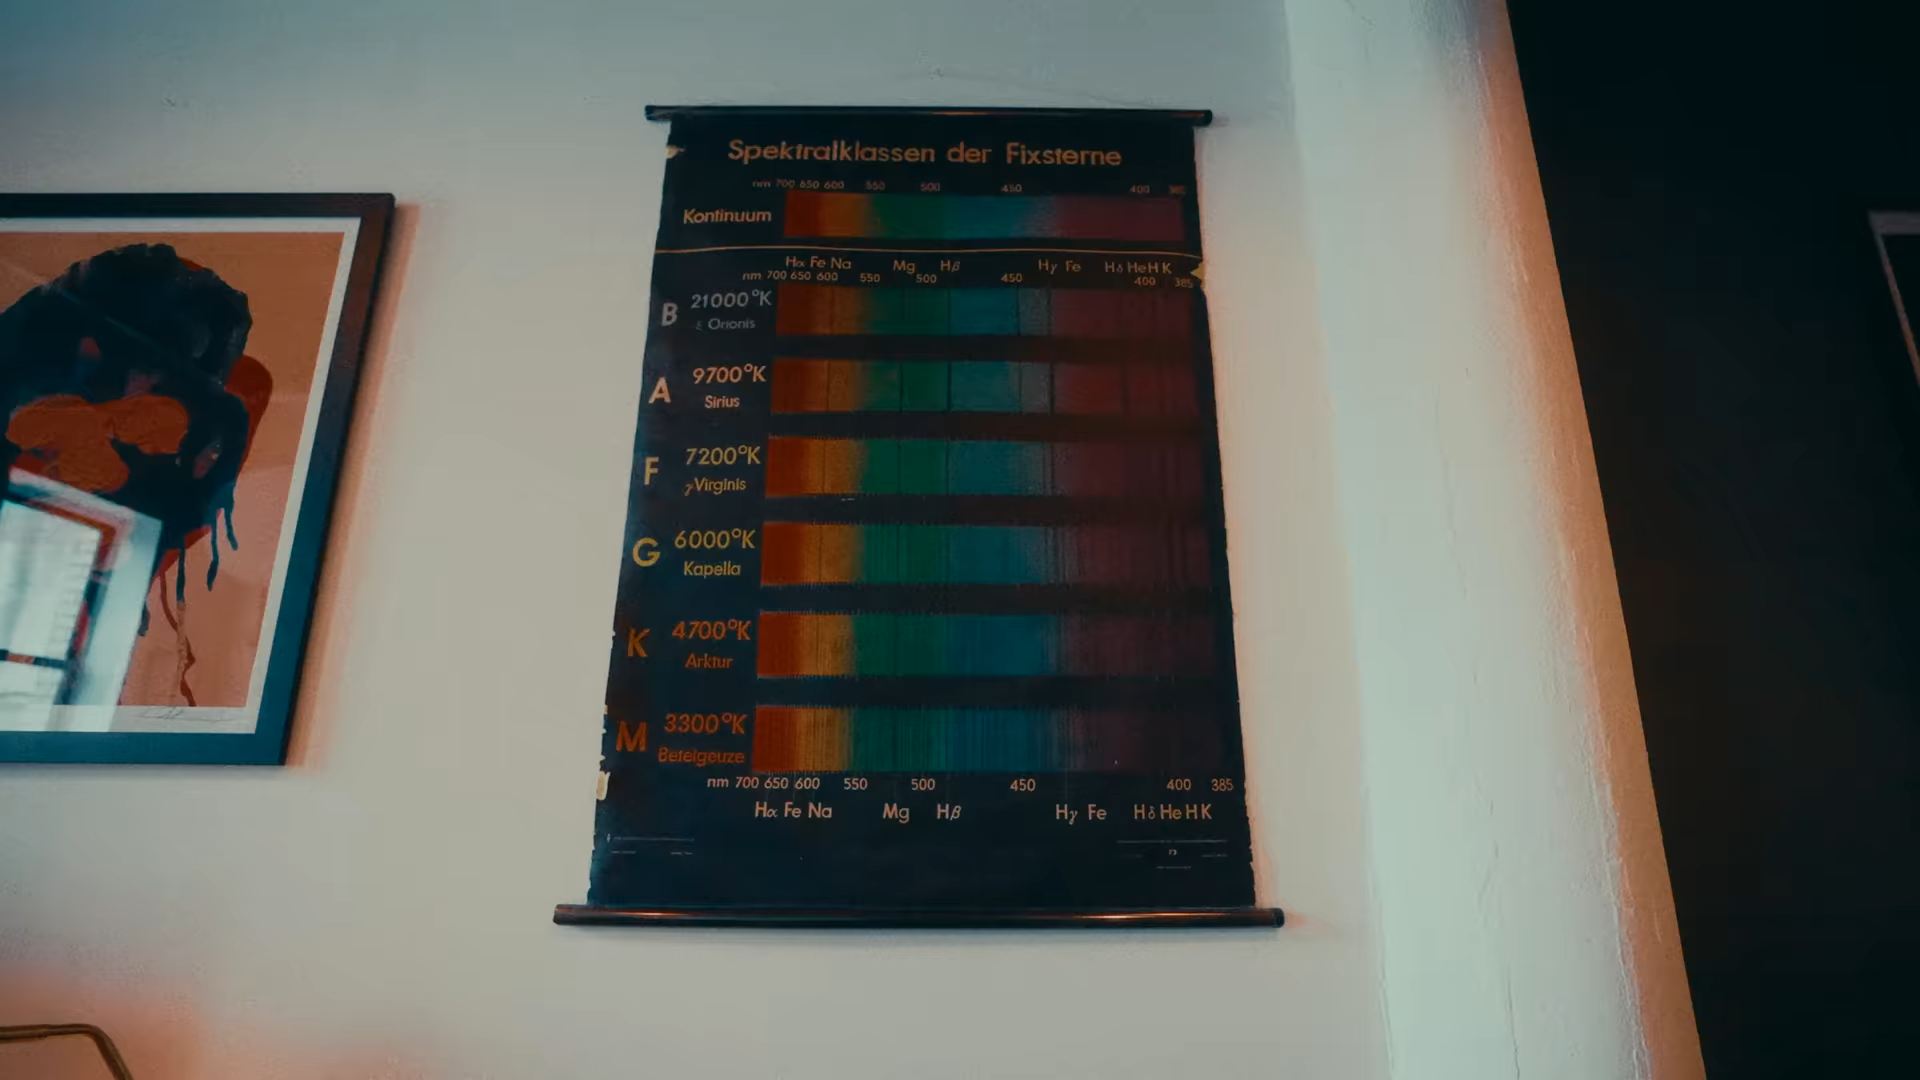 Spektralklassen der Fixsterne
nm 700 650 600 550 500 450 400 385
Kontinuum
Hα Fe Na Mg Hβ Hγ Fe Hδ He H K
nm 700 650 600 550 500 450 400 385
B 21000°K
ε Orionis
A 9700°K
Sirius
F 7200°K
γ Virginis
G 6000°K
Kapella
K 4700°K
Arktur
M 3300°K
Beteigeuze
nm 700 650 600 550 500 450 400 385
Hα Fe Na Mg Hβ Hγ Fe Hδ He H K